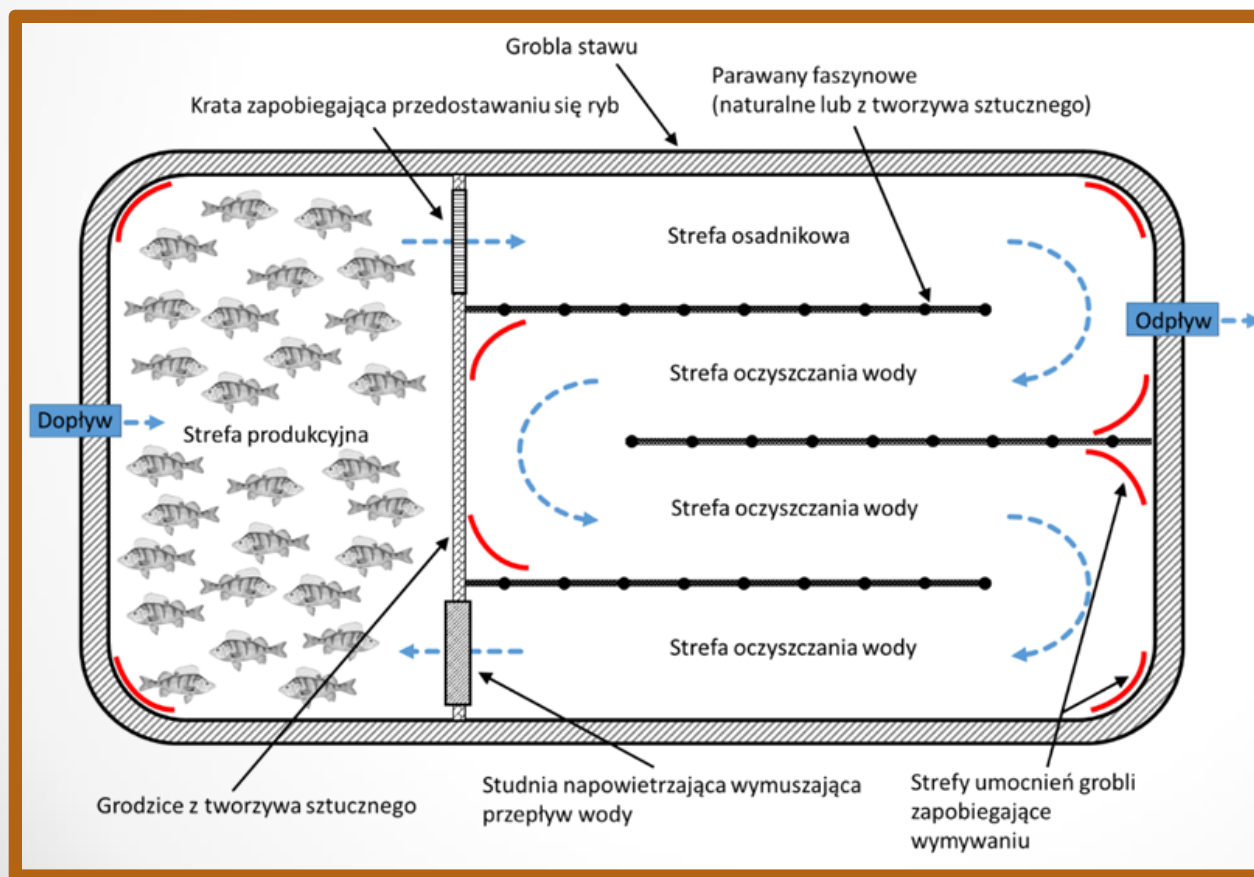 Grobla stawu
Parawany faszynowe
(naturalne lub z tworzywa sztucznego)
Krata zapobiegająca przedostawaniu się ryb
Strefa osadnikowa
Odpływ
Strefa oczyszczania wody
Dopływ
Strefa produkcyjna
Strefa oczyszczania wody
Strefa oczyszczania wody
Grodzice z tworzywa sztucznego
Studnia napowietrzająca wymuszająca
przepływ wody
Strefy umocnień grobli
zapobiegające
wymywaniu